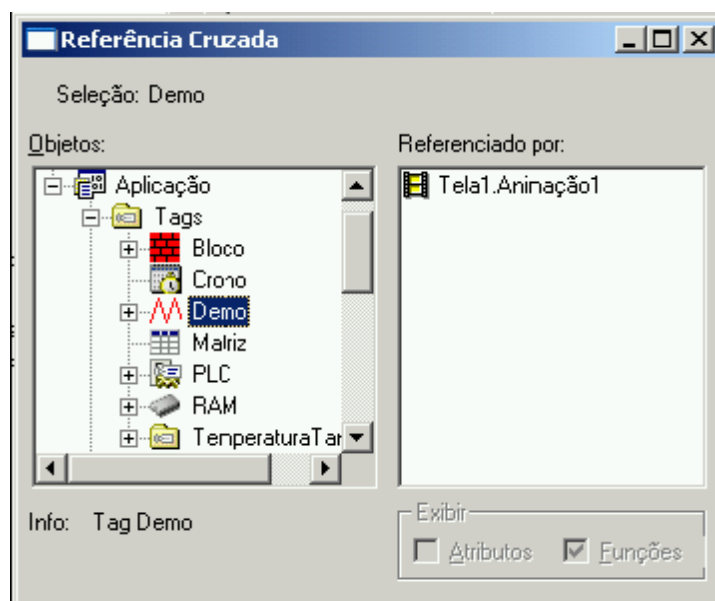 Referência Cruzada
Seleção: Demo
Objetos:
Aplicação
Tags
Bloco
Crono
Demo
Matriz
PLC
RAM
TemperaturaTar
Referenciado por:
Tela1.Animação1
Info: Tag Demo
Exibir
Atributos Funções